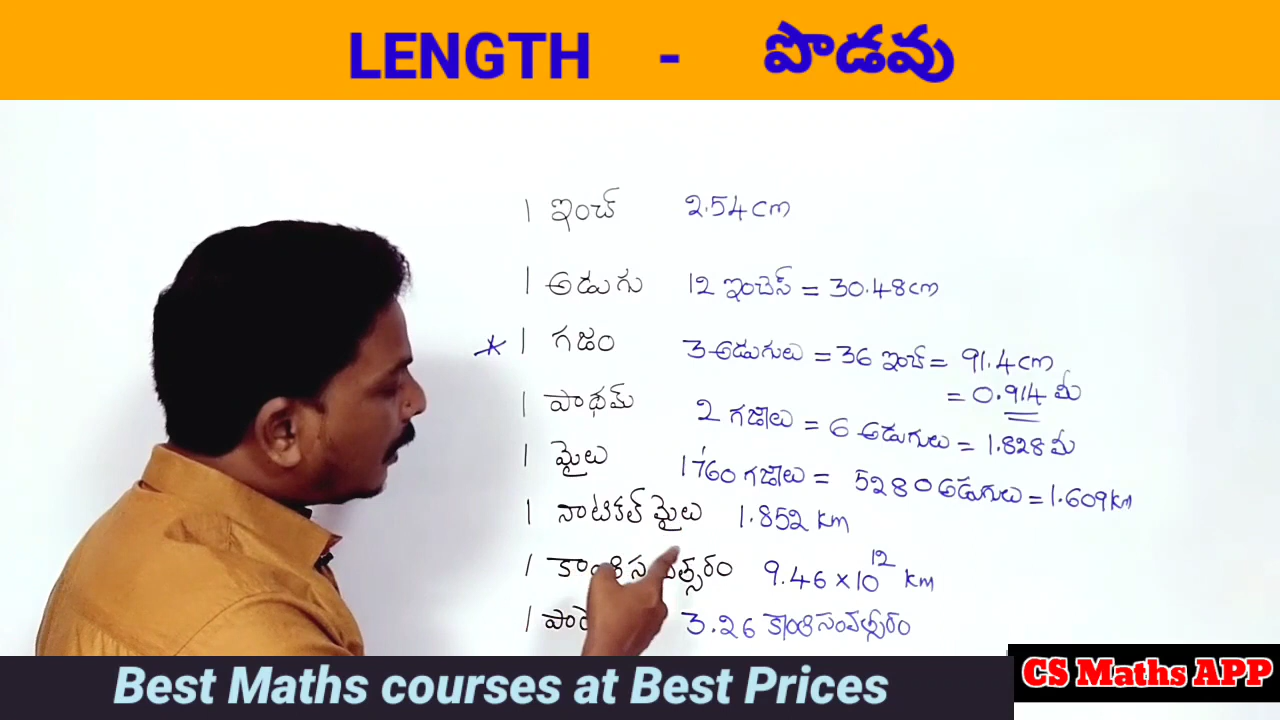 LENGTH - పొడవు
1 ఇంచ్ 2.54cm
1 అడుగు 12 ఇంచెస్ = 30.48cm
* 1 గజం 3 అడుగులు = 36 ఇంచ్ = 91.4cm
= 0.914 మీ
1 పాథమ్ 2 గజాలు = 6 అడుగులు = 1.828 మీ
1 మైలు 1760 గజాలు = 5280 అడుగులు = 1.609km
1 నాటికల్ మైలు 1.852 km
1 9.46 × 10¹² km
1 3.26 కాంతి సంవత్సరం
Best Maths courses at Best Prices
CS Maths APP